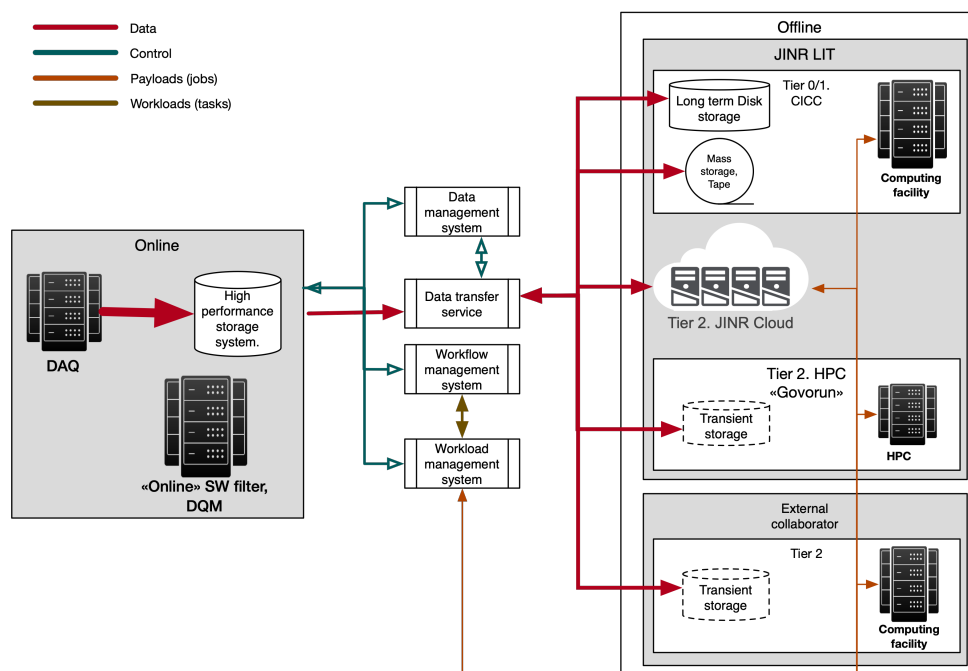 Data
Control
Payloads (jobs)
Workloads (tasks)
Online
DAQ
High
performance
storage
system.
«Online» SW filter,
DQM
Data
management
system
Data transfer
service
Workflow
management
system
Workload
management
system
Offline
JINR LIT
Tier 0/1.
CICC
Long term Disk
storage
Mass
storage,
Tape
Computing
facility
Tier 2. JINR Cloud
Tier 2. HPC
«Govorun»
Transient
storage
HPC
External
collaborator
Tier 2
Transient
storage
Computing
facility